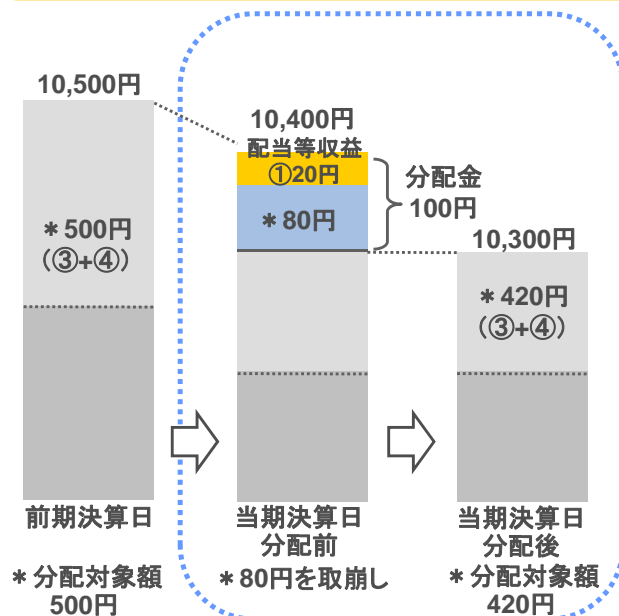 10,500円
＊500円
（③+④）
前期決算日
＊分配対象額
500円
10,400円
配当等収益
①20円
＊80円
分配金
100円
当期決算日
分配前
＊80円を取崩し
10,300円
＊420円
（③+④）
当期決算日
分配後
＊分配対象額
420円